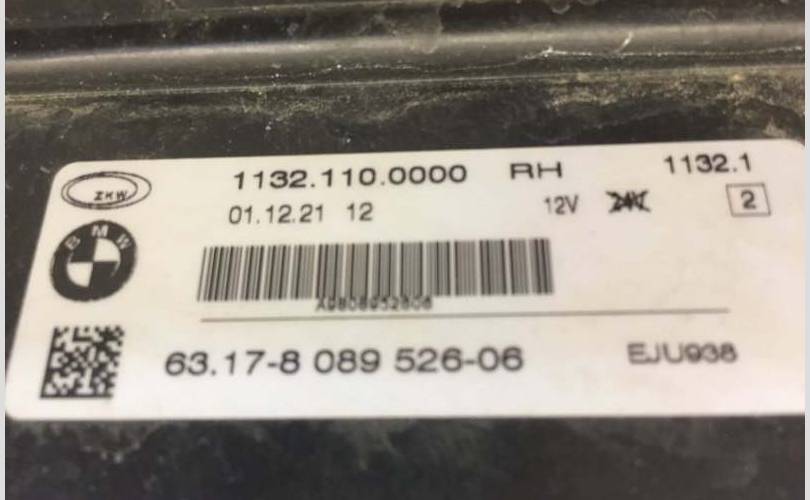 ZKW
1132.110.0000 RH 1132.1
01.12.21 12 12V 24V 2
BMW
63.17-8 089 526-06 EJU938